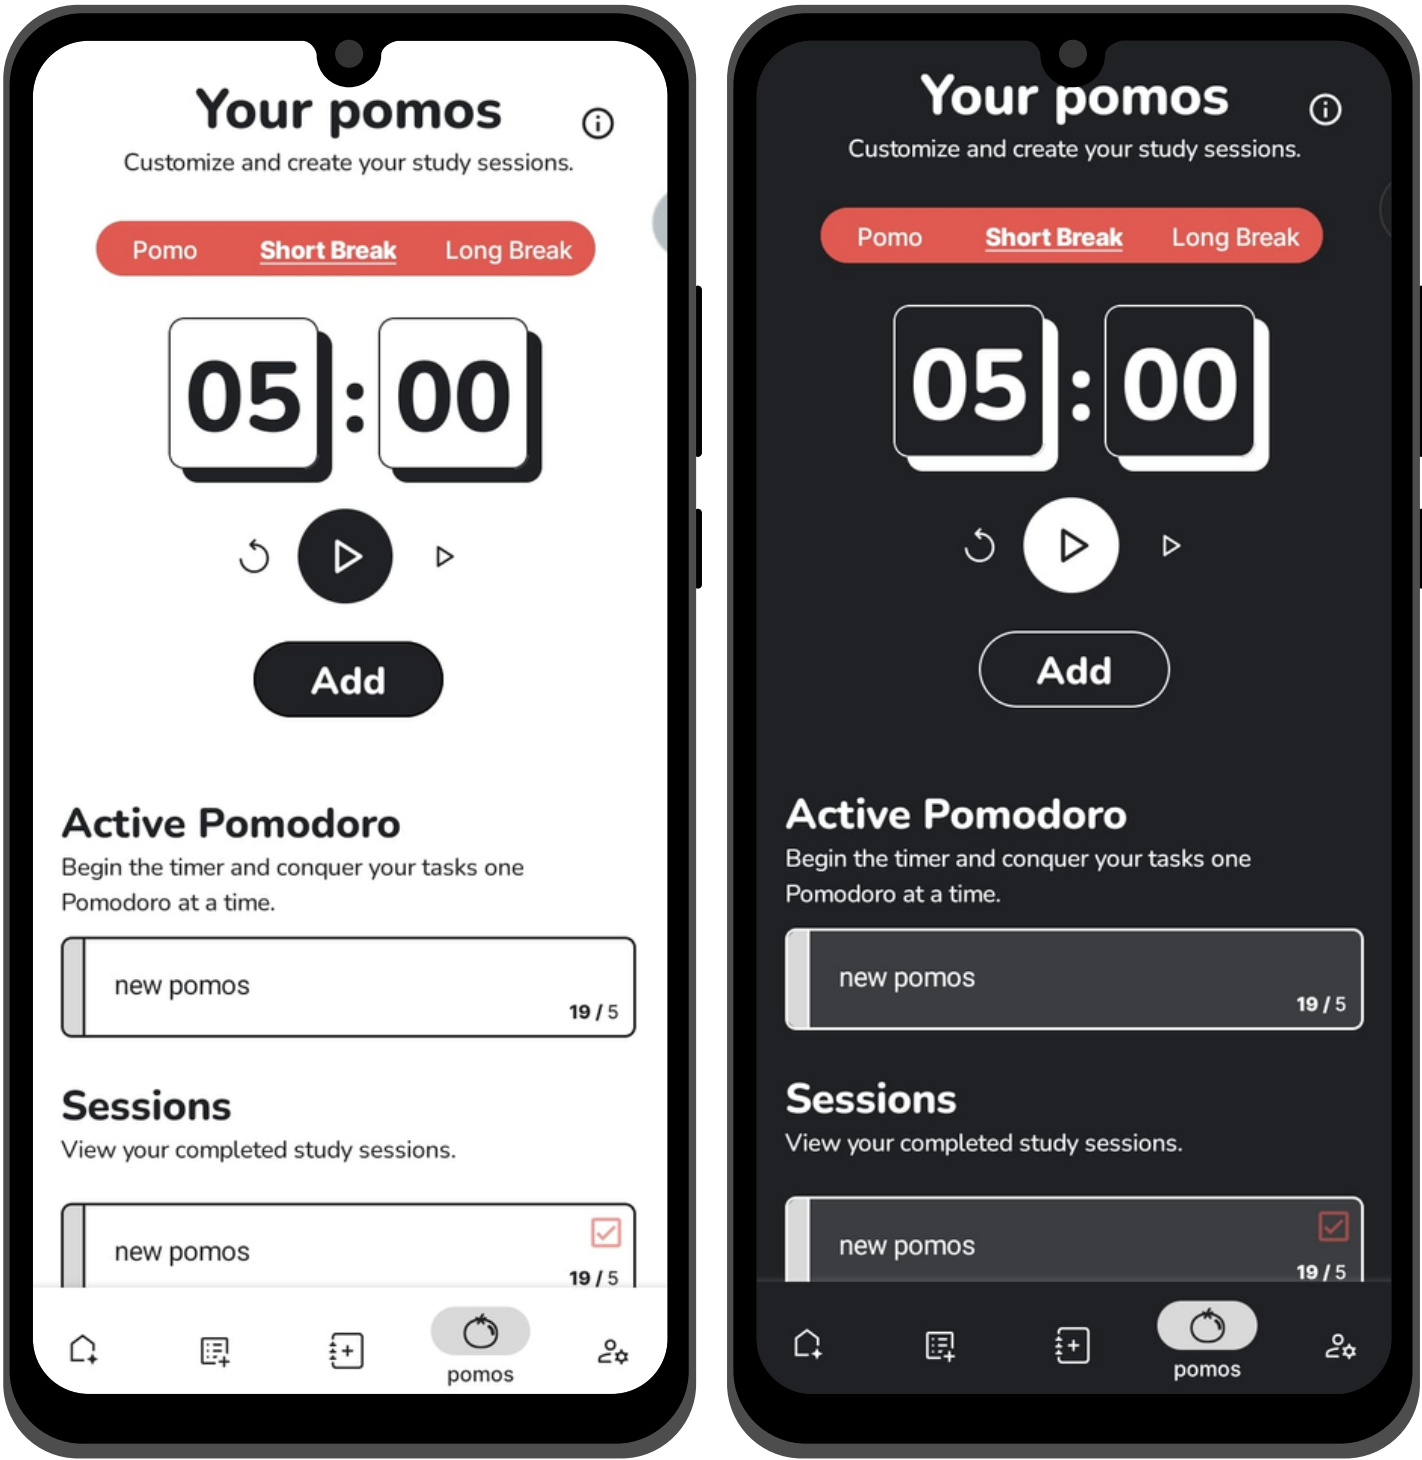 Your pomos
Customize and create your study sessions.
Pomo Short Break Long Break
05 : 00
Add
Active Pomodoro
Begin the timer and conquer your tasks one
Pomodoro at a time.
new pomos
19 / 5
Sessions
View your completed study sessions.
new pomos
19 / 5
pomos
Your pomos
Customize and create your study sessions.
Pomo Short Break Long Break
05 : 00
Add
Active Pomodoro
Begin the timer and conquer your tasks one
Pomodoro at a time.
new pomos
19 / 5
Sessions
View your completed study sessions.
new pomos
19 / 5
pomos